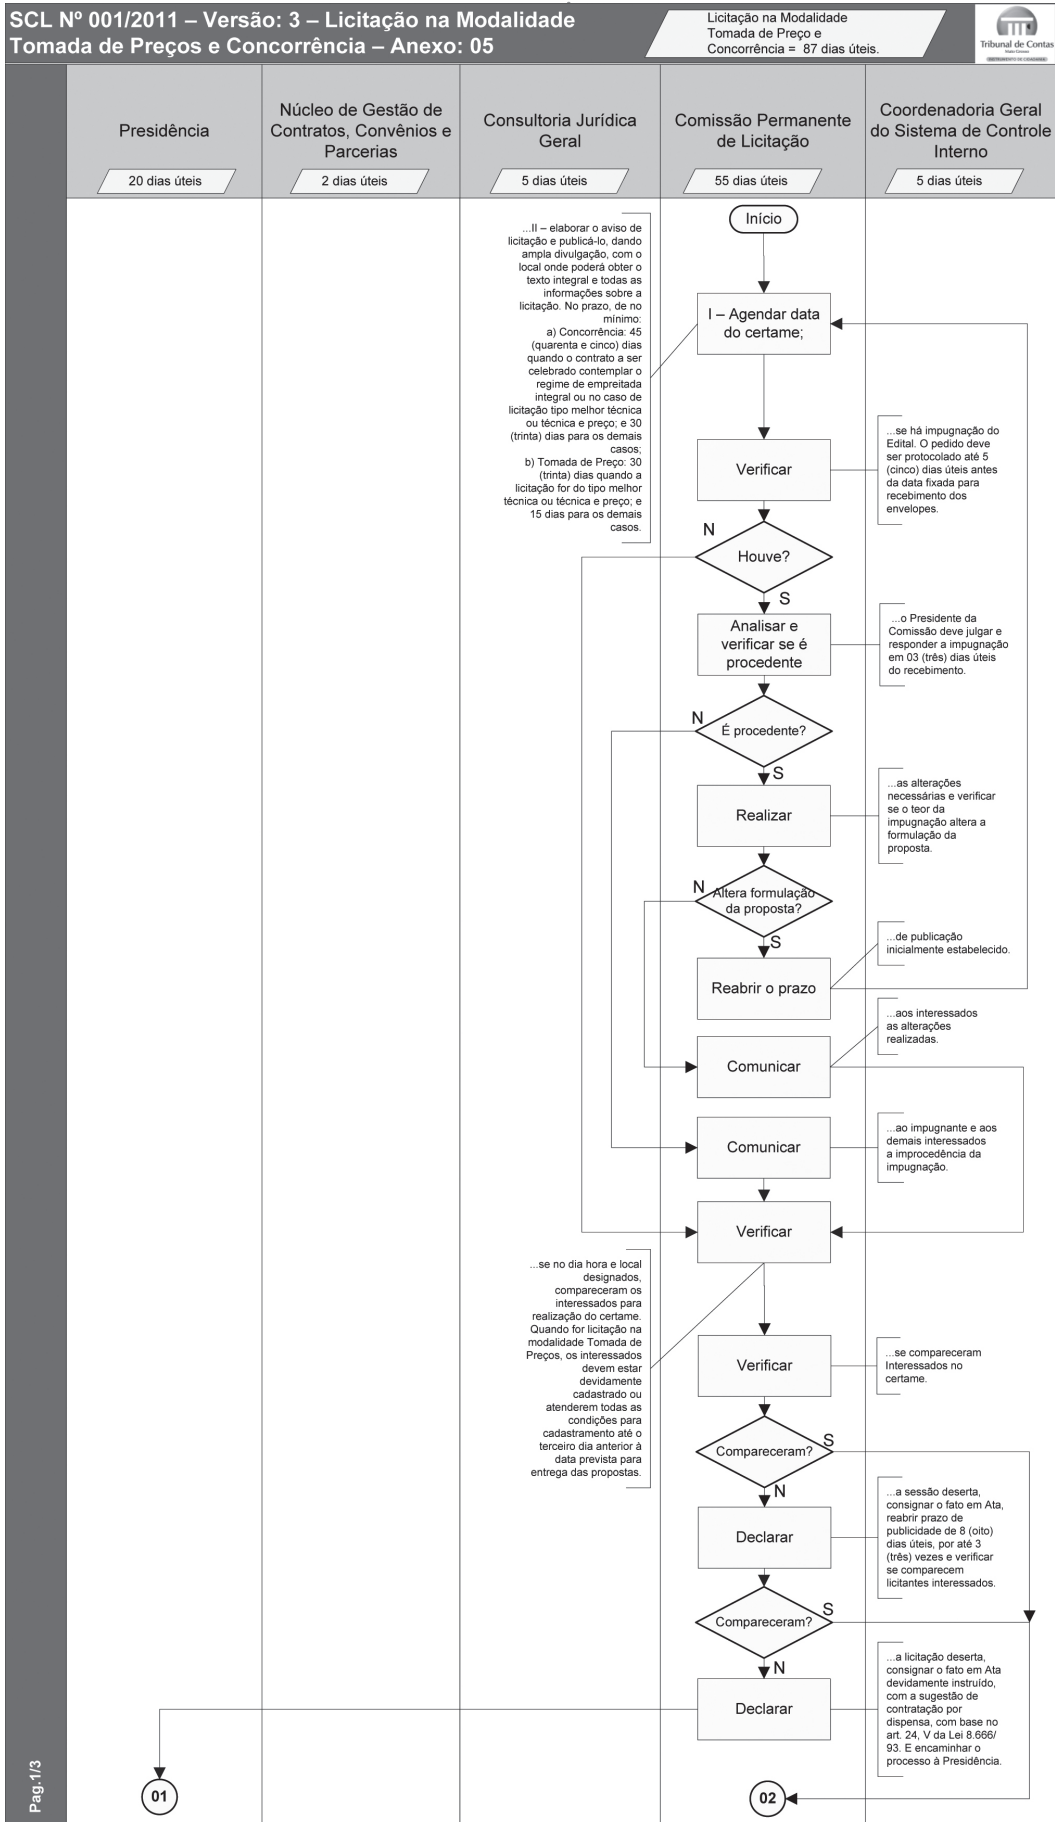 SCL Nº 001/2011 – Versão: 3 – Licitação na Modalidade
Tomada de Preços e Concorrência – Anexo: 05
Licitação na Modalidade
Tomada de Preço e
Concorrência = 87 dias úteis.
Tribunal de Contas
Mato Grosso
INSTRUMENTO DE CIDADANIA
Presidência
20 dias úteis
Núcleo de Gestão de
Contratos, Convênios e
Parcerias
2 dias úteis
Consultoria Jurídica
Geral
5 dias úteis
Comissão Permanente
de Licitação
55 dias úteis
Coordenadoria Geral
do Sistema de Controle
Interno
5 dias úteis
Início
...II – elaborar o aviso de
licitação e publicá-lo, dando
ampla divulgação, com o
local onde poderá obter o
texto integral e todas as
informações sobre a
licitação. No prazo, de no
mínimo:
a) Concorrência: 45
(quarenta e cinco) dias
quando o contrato a ser
celebrado contemplar o
regime de empreitada
integral ou no caso de
licitação tipo melhor técnica
ou técnica e preço; e 30
(trinta) dias para os demais
casos;
b) Tomada de Preço: 30
(trinta) dias quando a
licitação for do tipo melhor
técnica ou técnica e preço; e
15 dias para os demais
casos.
I – Agendar data
do certame;
Verificar
...se há impugnação do
Edital. O pedido deve
ser protocolado até 5
(cinco) dias úteis antes
da data fixada para
recebimento dos
envelopes.
N
Houve?
S
Analisar e
verificar se é
procedente
...o Presidente da
Comissão deve julgar e
responder a impugnação
em 03 (três) dias úteis
do recebimento.
N
É procedente?
S
Realizar
...as alterações
necessárias e verificar
se o teor da
impugnação altera a
formulação da
proposta.
N
Altera formulação
da proposta?
S
Reabrir o prazo
...de publicação
inicialmente estabelecido.
Comunicar
...aos interessados
as alterações
realizadas.
Comunicar
...ao impugnante e aos
demais interessados
a improcedência da
impugnação.
Verificar
...se no dia hora e local
designados,
compareceram os
interessados para
realização do certame.
Quando for licitação na
modalidade Tomada de
Preços, os interessados
devem estar
devidamente
cadastrado ou
atenderem todas as
condições para
cadastramento até o
terceiro dia anterior à
data prevista para
entrega das propostas.
Verificar
...se compareceram
Interessados no
certame.
Compareceram?
S
N
Declarar
...a sessão deserta,
consignar o fato em Ata,
reabrir prazo de
publicidade de 8 (oito)
dias úteis, por até 3
(três) vezes e verificar
se comparecem
licitantes interessados.
Compareceram?
S
N
Declarar
...a licitação deserta,
consignar o fato em Ata
devidamente instruído,
com a sugestão de
contratação por
dispensa, com base no
art. 24, V da Lei 8.666/
93. E encaminhar o
processo à Presidência.
01
02
Pag.1/3